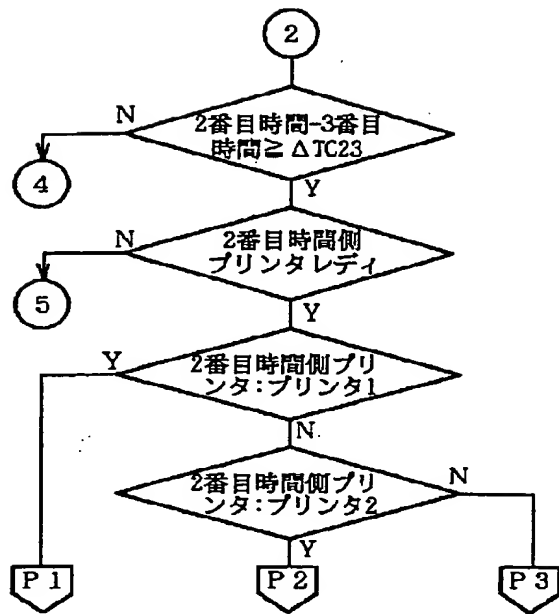 2
N
2番目時間-3番目
時間≧ΔTC23
4
Y
N
2番目時間側
プリンタレディ
5
Y
Y
2番目時間側プリ
ンタ:プリンタ1
N
2番目時間側プリ
ンタ:プリンタ2
N
Y
P1
P2
P3